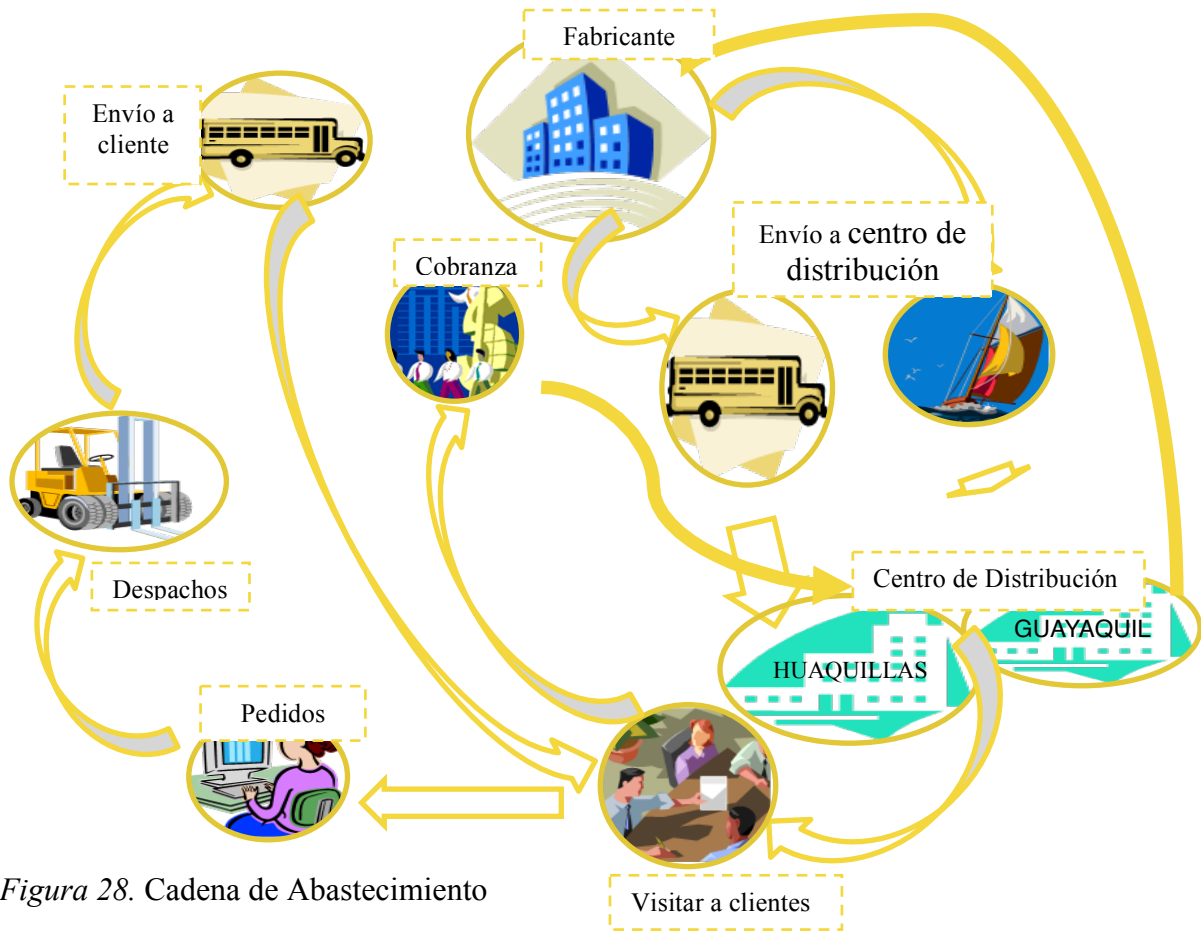 Fabricante
Envío a
cliente
Envío a centro de
distribución
Cobranza
Centro de Distribución
Despachos
GUAYAQUIL
HUAQUILLAS
Pedidos
Figura 28. Cadena de Abastecimiento
Visitar a clientes